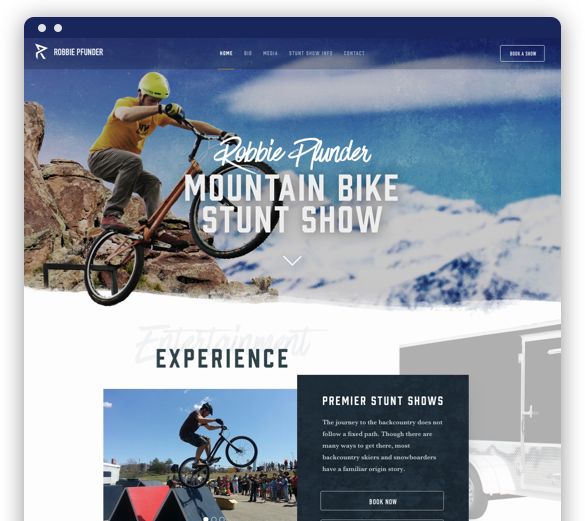 ROBBIE PFUNDER
HOME BIO MEDIA STUNT SHOW INFO CONTACT
BOOK A SHOW
Robbie Pfunder
MOUNTAIN BIKE
STUNT SHOW
Entertainment
EXPERIENCE
PREMIER STUNT SHOWS
The journey to the backcountry does not
follow a fixed path. Though there are
many ways to get there, most
backcountry skiers and snowboarders
have a familiar origin story.
BOOK NOW